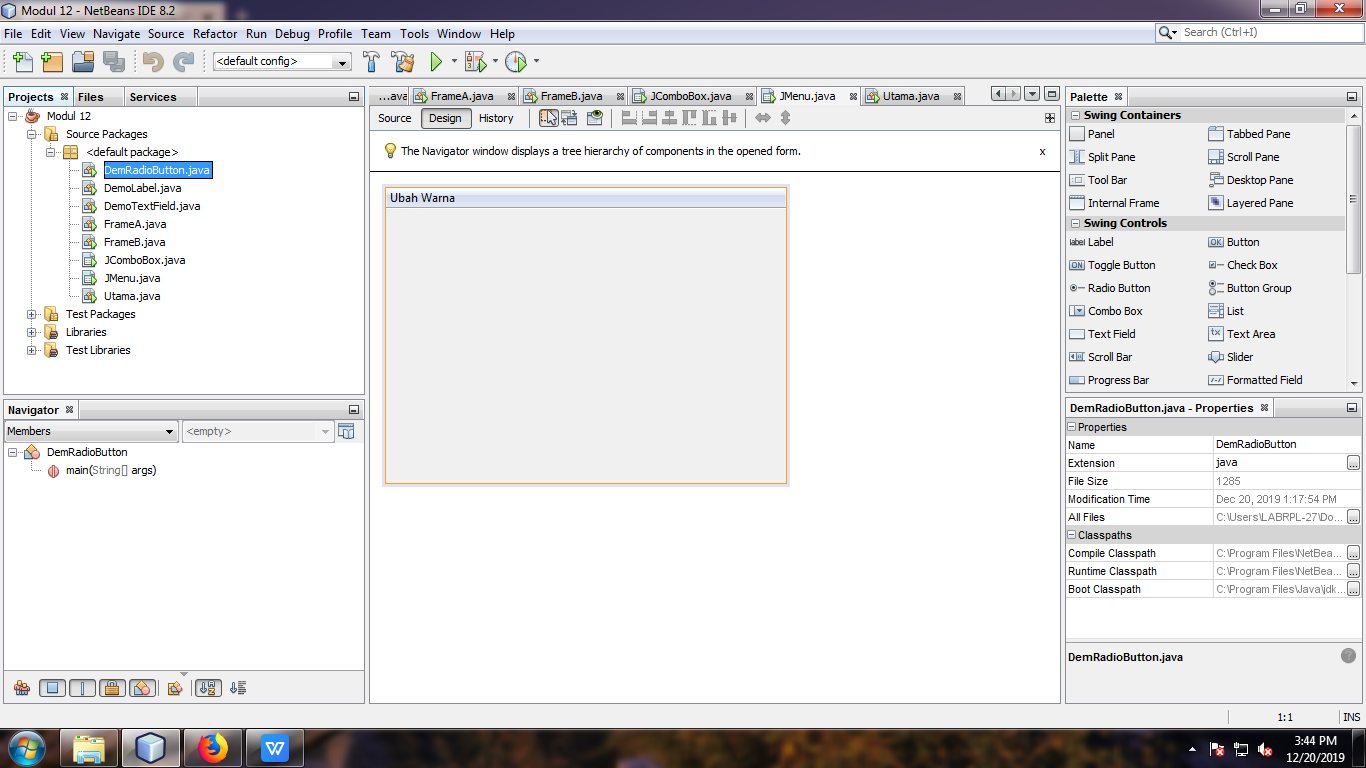 Modul 12 - NetBeans IDE 8.2
File Edit View Navigate Source Refactor Run Debug Profile Team Tools Window Help
Search (Ctrl+I)
<default config>
Projects Files Services
Modul 12
Source Packages
<default package>
DemRadioButton.java
DemoLabel.java
DemoTextField.java
FrameA.java
FrameB.java
JComboBox.java
JMenu.java
Utama.java
Test Packages
Libraries
Test Libraries
Navigator
Members <empty>
DemRadioButton
main(String[] args)
...ava FrameA.java FrameB.java JComboBox.java JMenu.java Utama.java
Source Design History
The Navigator window displays a tree hierarchy of components in the opened form. x
Ubah Warna
Palette
Swing Containers
Panel Tabbed Pane
Split Pane Scroll Pane
Tool Bar Desktop Pane
Internal Frame Layered Pane
Swing Controls
label Label OK Button
ON Toggle Button Check Box
Radio Button Button Group
Combo Box List
Text Field Text Area
Scroll Bar Slider
Progress Bar Formatted Field
DemRadioButton.java - Properties
Properties
Name DemRadioButton
Extension java ...
File Size 1285
Modification Time Dec 20, 2019 1:17:54 PM
All Files C:\Users\LABRPL-27\Do... ...
Classpaths
Compile Classpath C:\Program Files\NetBea... ...
Runtime Classpath C:\Program Files\NetBea... ...
Boot Classpath C:\Program Files\Java\jdk... ...
DemRadioButton.java
1:1 INS
W
3:44 PM
12/20/2019